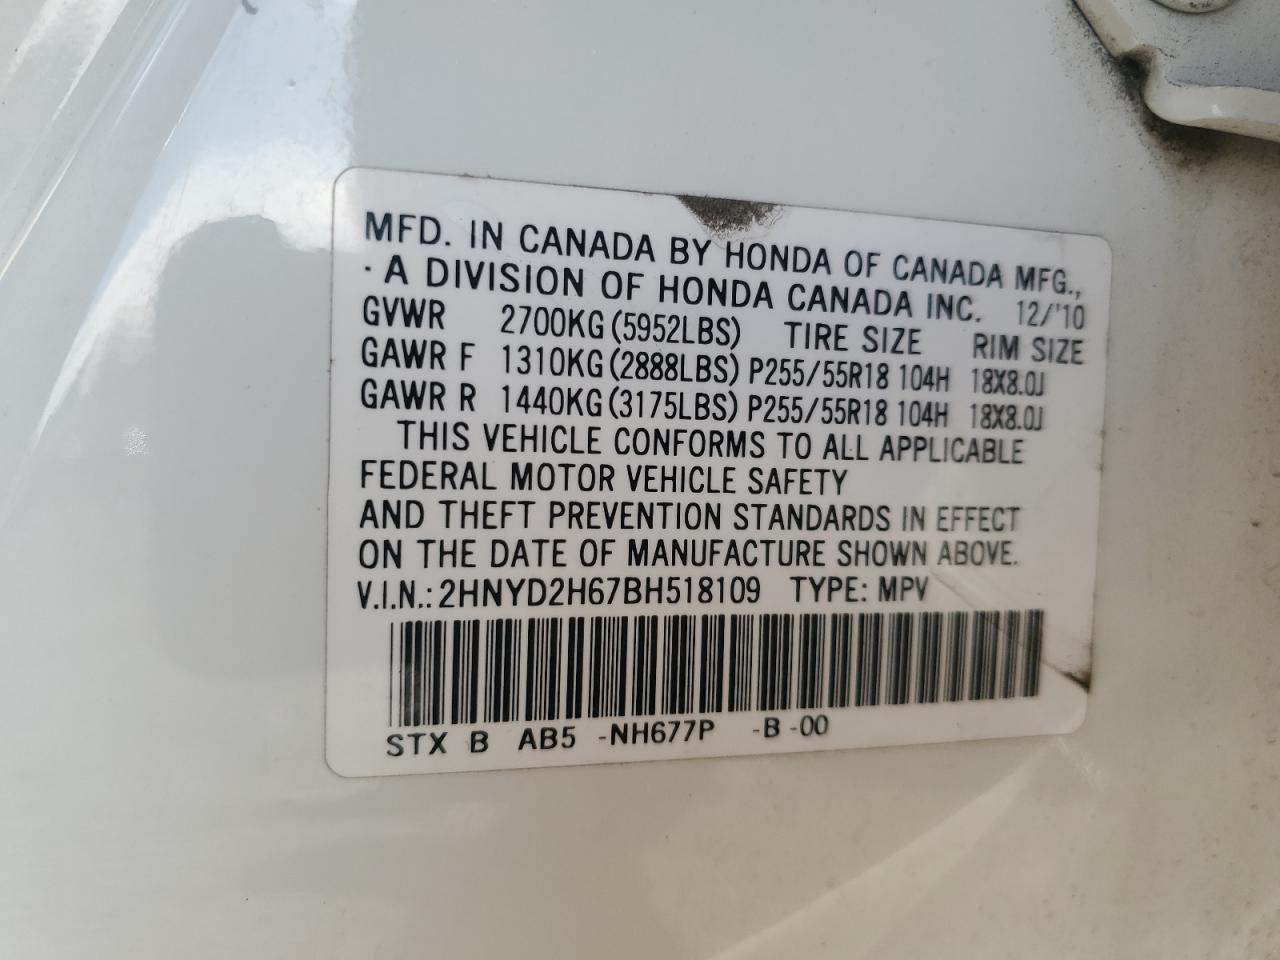 MFD. IN CANADA BY HONDA OF CANADA MFG.,
· A DIVISION OF HONDA CANADA INC. 12/'10
GVWR 2700KG (5952LBS) TIRE SIZE RIM SIZE
GAWR F 1310KG (2888LBS) P255/55R18 104H 18X8.0J
GAWR R 1440KG (3175LBS) P255/55R18 104H 18X8.0J
THIS VEHICLE CONFORMS TO ALL APPLICABLE
FEDERAL MOTOR VEHICLE SAFETY
AND THEFT PREVENTION STANDARDS IN EFFECT
ON THE DATE OF MANUFACTURE SHOWN ABOVE.
V.I.N.: 2HNYD2H67BH518109 TYPE: MPV
STX B AB5 -NH677P -B -00